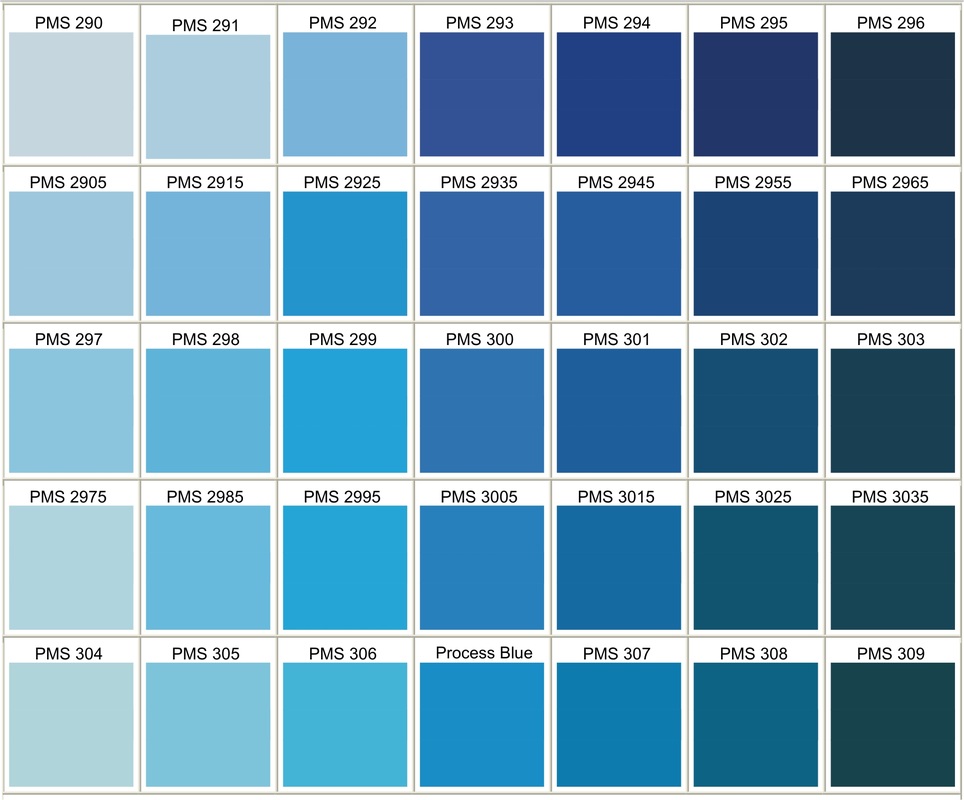 PMS 290
PMS 291
PMS 292
PMS 293
PMS 294
PMS 295
PMS 296
PMS 2905
PMS 2915
PMS 2925
PMS 2935
PMS 2945
PMS 2955
PMS 2965
PMS 297
PMS 298
PMS 299
PMS 300
PMS 301
PMS 302
PMS 303
PMS 2975
PMS 2985
PMS 2995
PMS 3005
PMS 3015
PMS 3025
PMS 3035
PMS 304
PMS 305
PMS 306
Process Blue
PMS 307
PMS 308
PMS 309